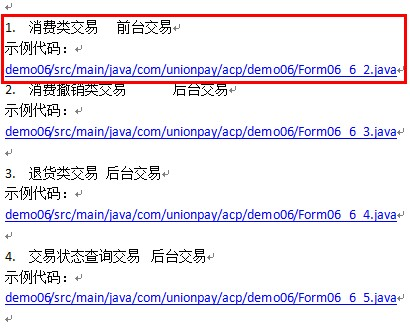 1. 消费类交易 前台交易
示例代码：
demo06/src/main/java/com/unionpay/acp/demo06/Form06_6_2.java
2. 消费撤销类交易 后台交易
示例代码：
demo06/src/main/java/com/unionpay/acp/demo06/Form06_6_3.java
3. 退货类交易 后台交易
示例代码：
demo06/src/main/java/com/unionpay/acp/demo06/Form06_6_4.java
4. 交易状态查询交易 后台交易
示例代码：
demo06/src/main/java/com/unionpay/acp/demo06/Form06_6_5.java